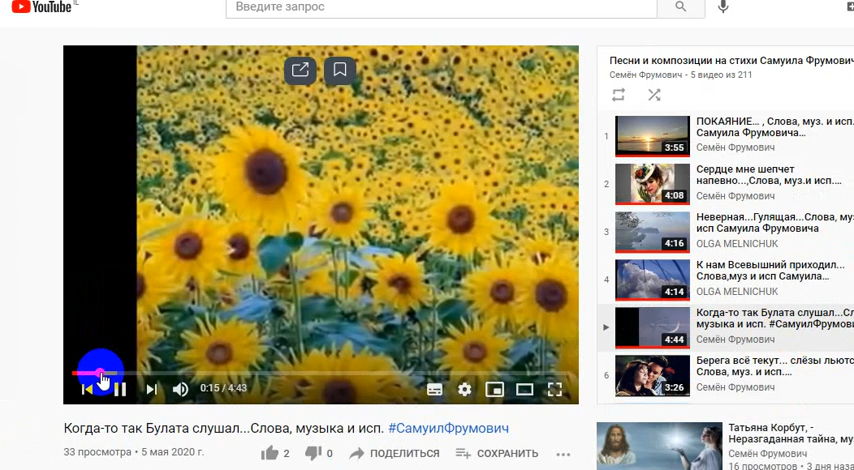 YouTube IL
Введите запрос
Песни и композиции на стихи Самуила Фрумович
Семён Фрумович - 5 видео из 211
1
3:55
ПОКАЯНИЕ... , Слова, муз. и исп.
Самуила Фрумовича...
Семён Фрумович
2
4:08
Сердце мне шепчет
напевно...,Слова, муз.и исп....
Семён Фрумович
3
4:16
Неверная...Гулящая...Слова, му
исп Самуила Фрумовича
OLGA MELNICHUK
4
4:14
К нам Всевышний приходил...
Слова,муз и исп Самуила...
OLGA MELNICHUK
4:44
Когда-то так Булата слушал...Сл
музыка и исп. #СамуилФрумови
Семён Фрумович
6
3:26
Берега всё текут... слёзы льютс
Слова, муз. и исп....
Семён Фрумович
0:15 / 4:43
Когда-то так Булата слушал...Слова, музыка и исп. #СамуилФрумович
33 просмотра • 5 мая 2020 г.
2
0
ПОДЕЛИТЬСЯ
СОХРАНИТЬ
Татьяна Корбут, -
Неразгаданная тайна, му
Семён Фрумович
16 просмотров • 3 дня наза